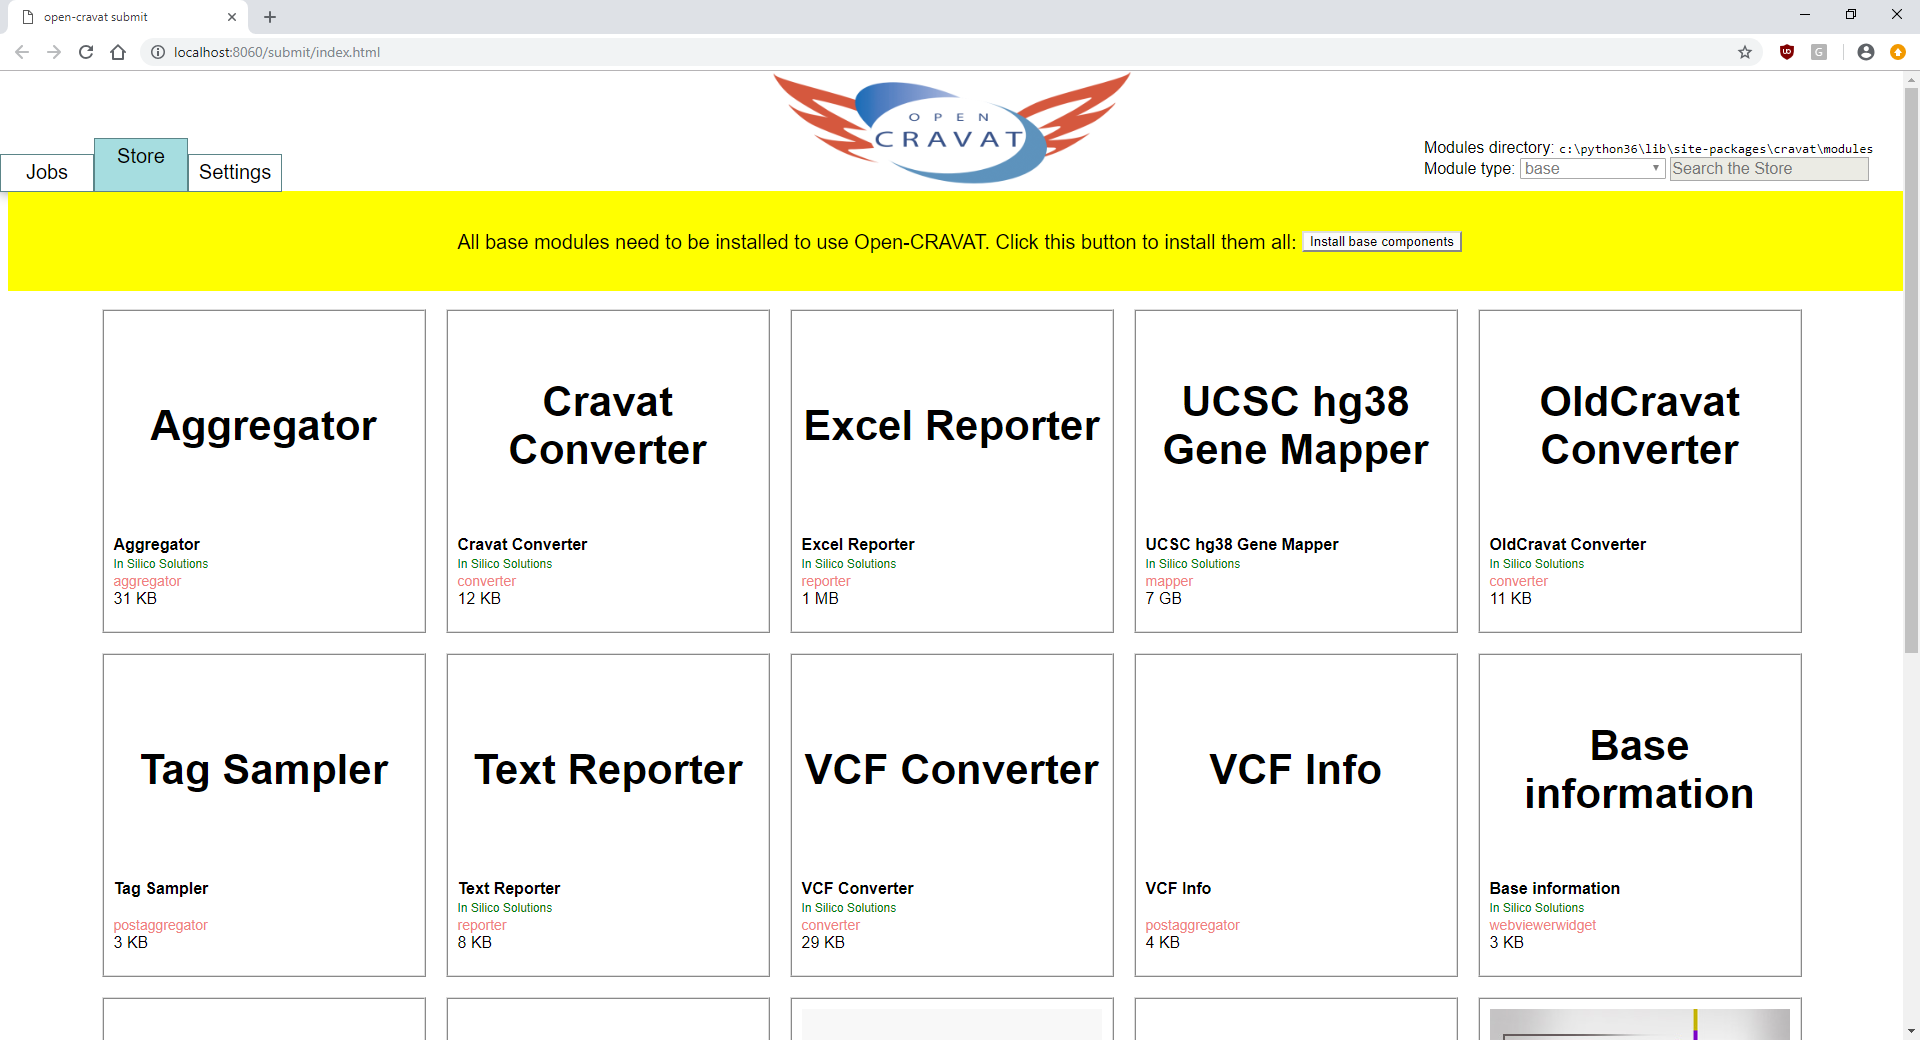 open-cravat submit
localhost:8060/submit/index.html
UD
G
OPEN
CRAVAT
Jobs
Store
Settings
Modules directory: c:\python36\lib\site-packages\cravat\modules
Module type: base Search the Store
All base modules need to be installed to use Open-CRAVAT. Click this button to install them all: Install base components
Aggregator
Aggregator
In Silico Solutions
aggregator
31 KB
Cravat
Converter
Cravat Converter
In Silico Solutions
converter
12 KB
Excel Reporter
Excel Reporter
In Silico Solutions
reporter
1 MB
UCSC hg38
Gene Mapper
UCSC hg38 Gene Mapper
In Silico Solutions
mapper
7 GB
OldCravat
Converter
OldCravat Converter
In Silico Solutions
converter
11 KB
Tag Sampler
Tag Sampler
postaggregator
3 KB
Text Reporter
Text Reporter
In Silico Solutions
reporter
8 KB
VCF Converter
VCF Converter
In Silico Solutions
converter
29 KB
VCF Info
VCF Info
postaggregator
4 KB
Base
information
Base information
In Silico Solutions
webviewerwidget
3 KB